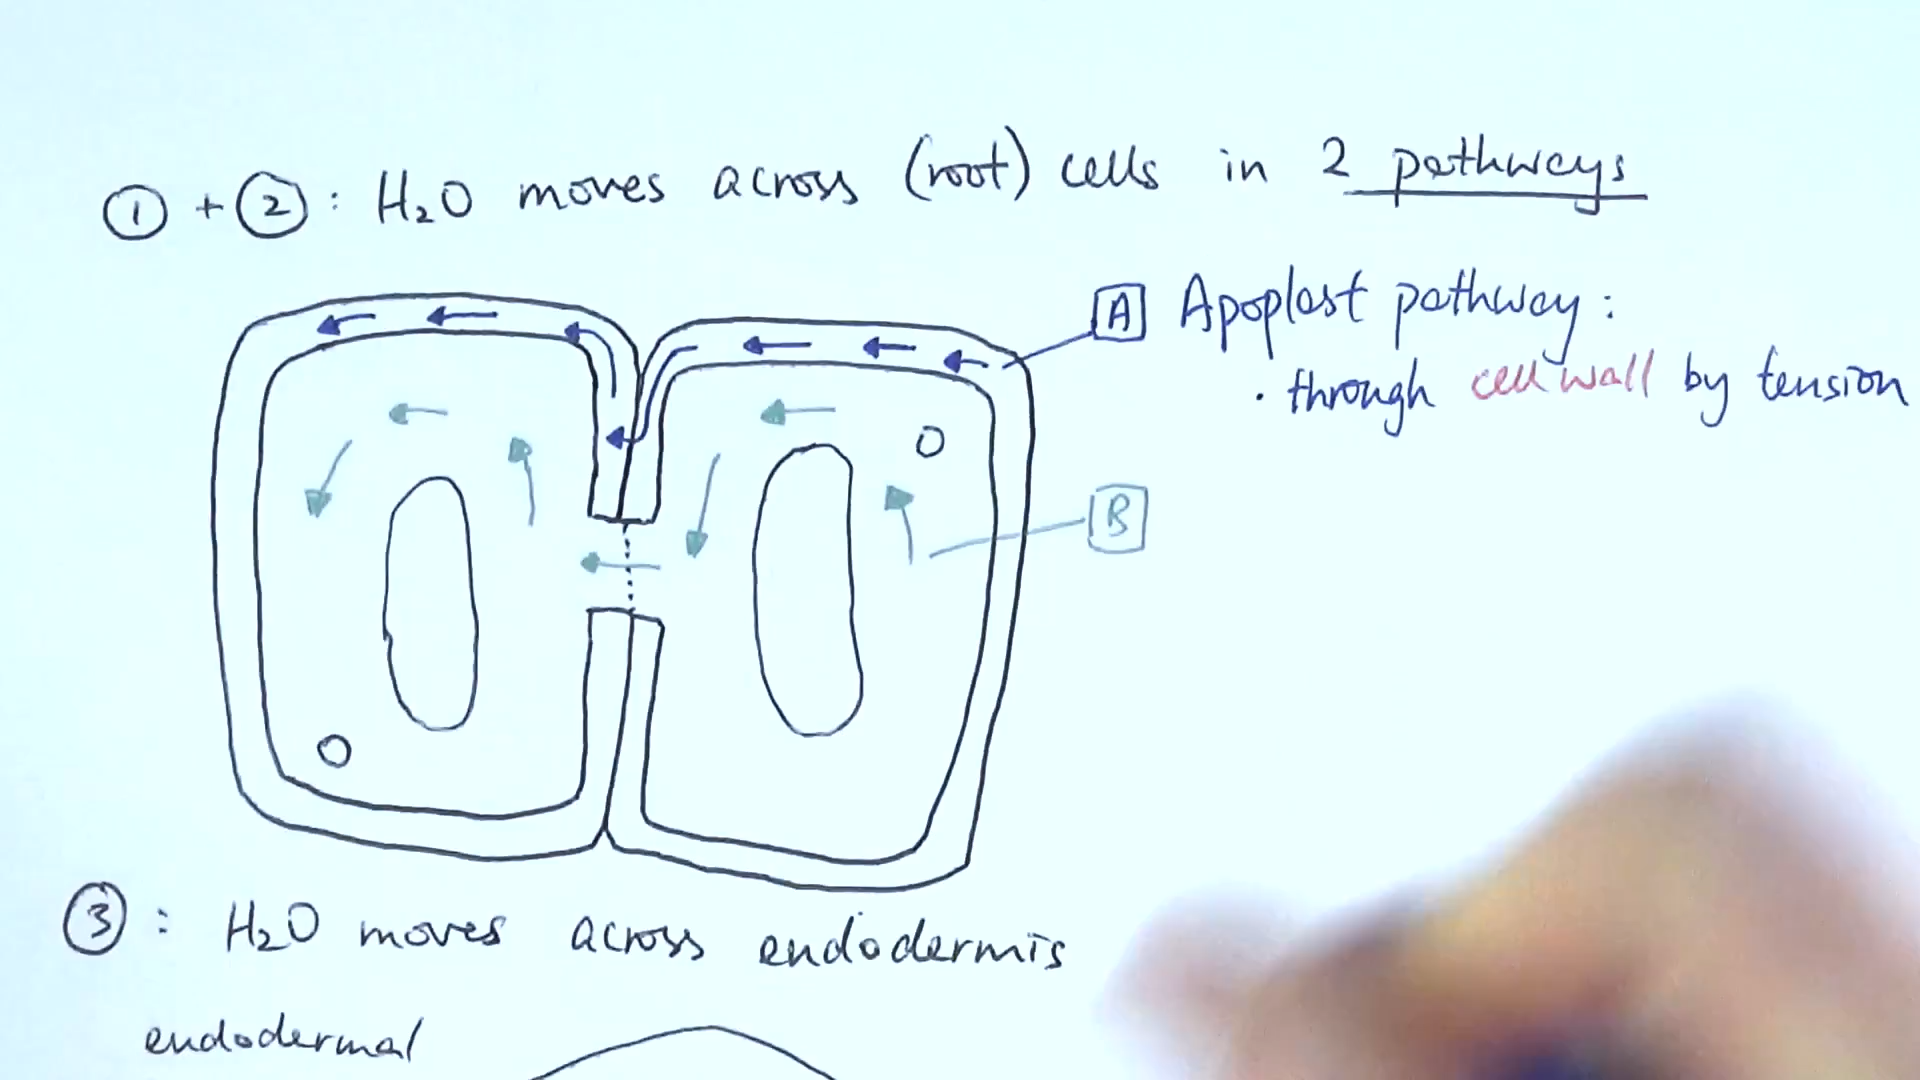 ① + ② : H₂O moves across (root) cells in 2 pathways
A Apoplast pathway :
• through cell wall by tension
B
③ : H₂O moves across endodermis
endodermal